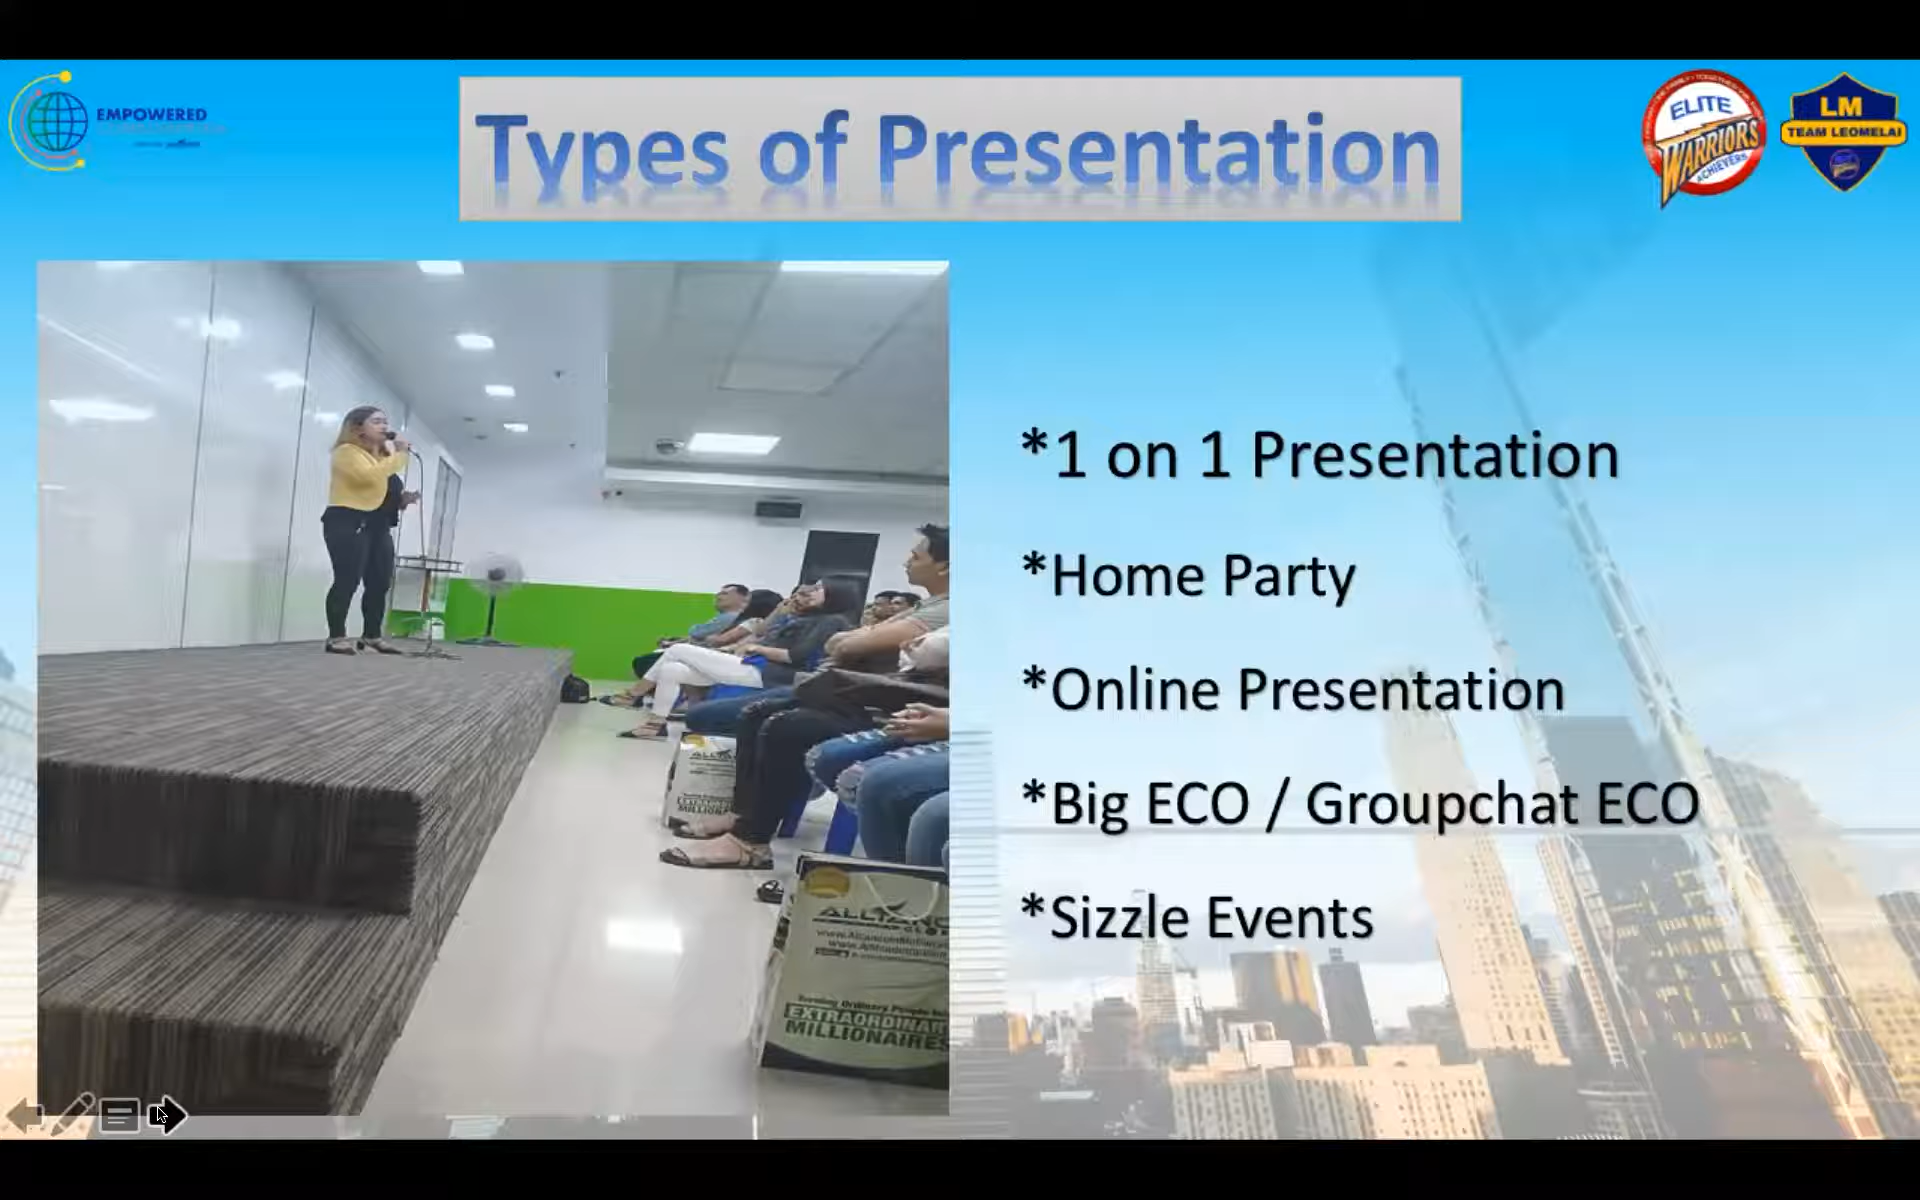 EMPOWERED
Types of Presentation
ELITE
WARRIORS
ACHIEVERS
LM
TEAM LEOMELAI
*1 on 1 Presentation
*Home Party
*Online Presentation
*Big ECO / Groupchat ECO
*Sizzle Events
EXTRAORDINAR
MILLIONAIRES